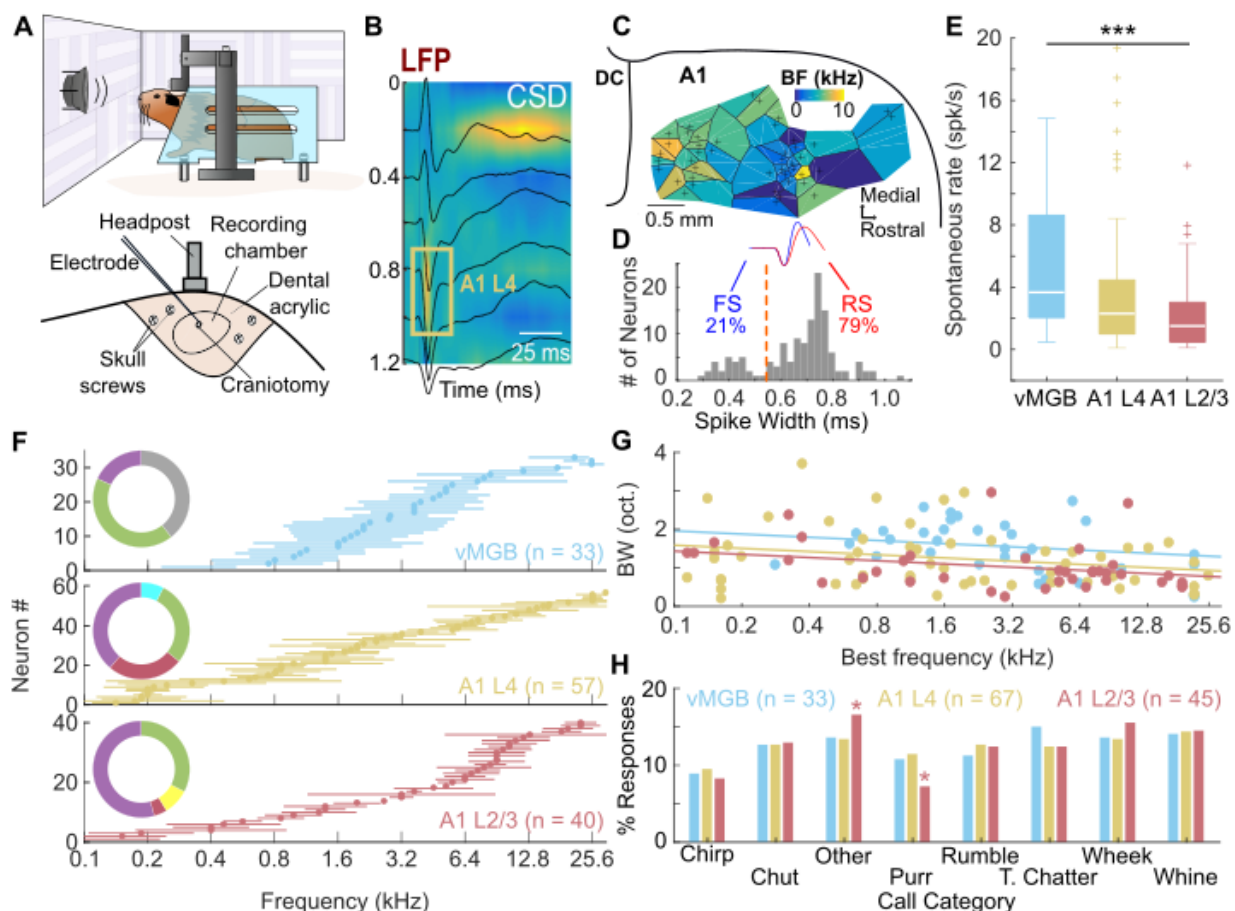 A
Headpost
Recording
chamber
Electrode
Dental
acrylic
Skull
screws
Craniotomy
B
LFP
CSD
0
0.4
0.8
1.2
A1 L4
25 ms
Time (ms)
C
DC
A1
BF (kHz)
0 10
0.5 mm
Medial
Rostral
D
# of Neurons
20
10
0
FS
21%
RS
79%
0.2 0.4 0.6 0.8 1.0
Spike Width (ms)
E
***
Spontaneous rate (spk/s)
20
16
12
8
4
0
vMGB A1 L4 A1 L2/3
F
Neuron #
30
20
10
0
vMGB (n = 33)
60
40
20
0
A1 L4 (n = 57)
40
20
0
A1 L2/3 (n = 40)
0.1 0.2 0.4 0.8 1.6 3.2 6.4 12.8 25.6
Frequency (kHz)
G
BW (oct.)
4
2
0
0.1 0.2 0.4 0.8 1.6 3.2 6.4 12.8 25.6
Best frequency (kHz)
H
% Responses
20
10
0
vMGB (n = 33) A1 L4 (n = 67) A1 L2/3 (n = 45)
*
*
Chirp Other Rumble Wheek
Chut Purr T. Chatter Whine
Call Category